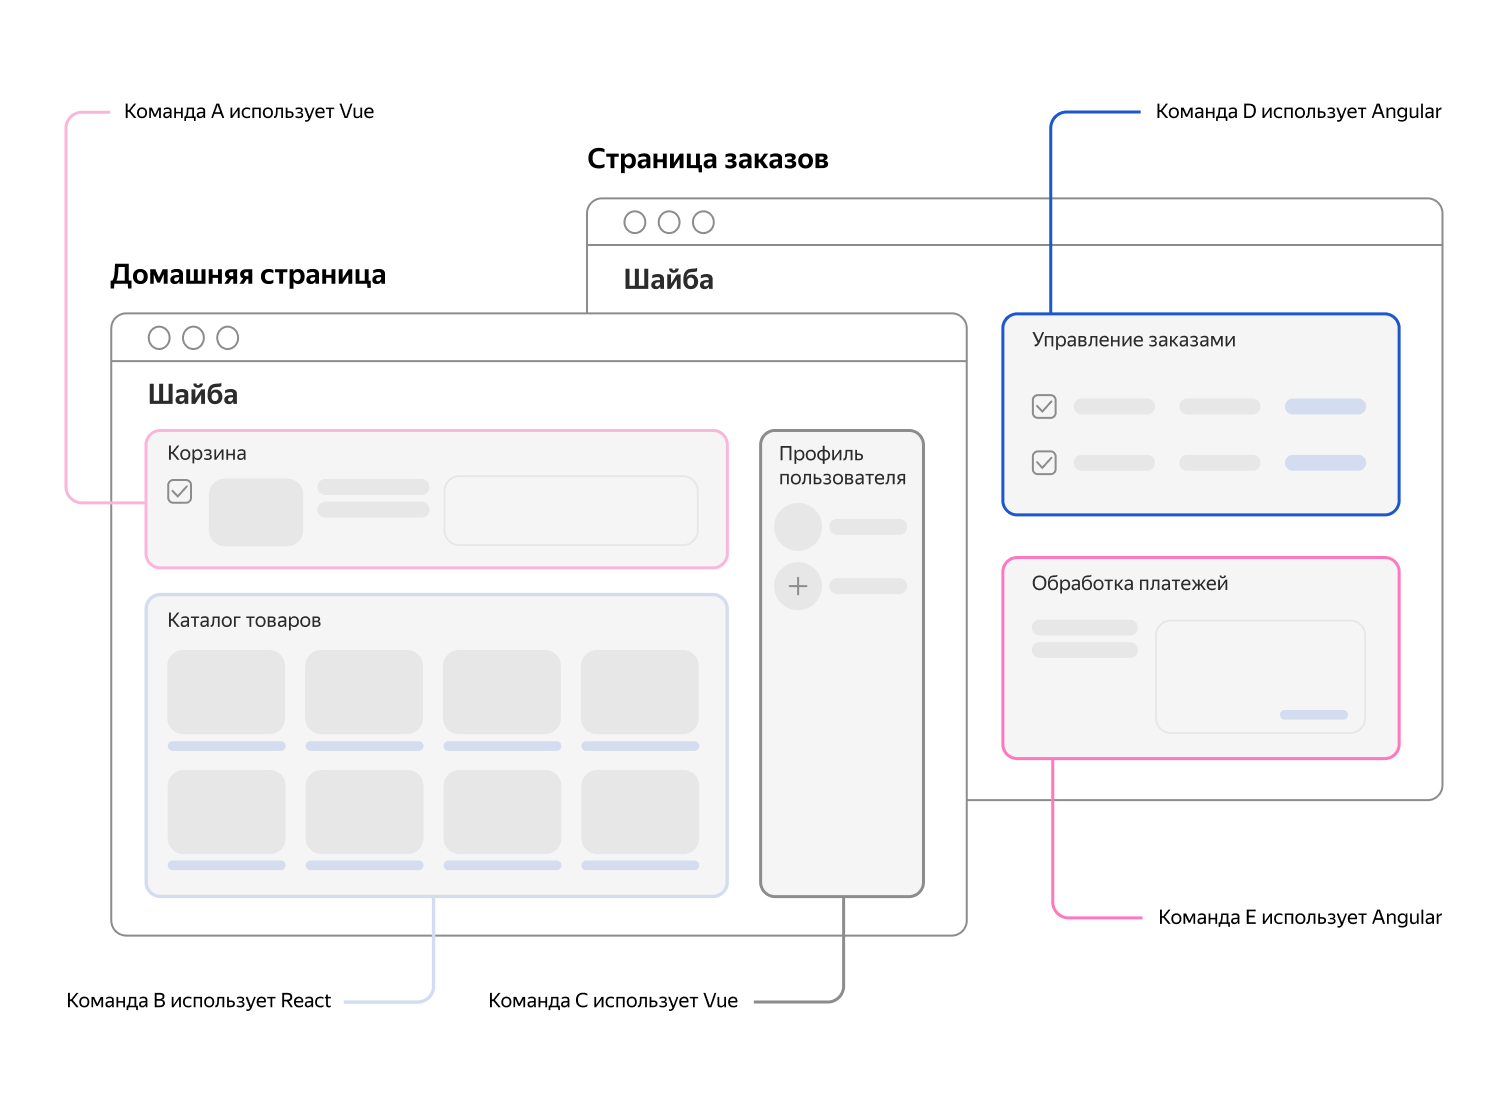 Команда A использует Vue
Команда D использует Angular
Страница заказов
Шайба
Домашняя страница
Шайба
Управление заказами
Корзина
Профиль
пользователя
Каталог товаров
Обработка платежей
Команда E использует Angular
Команда B использует React
Команда C использует Vue